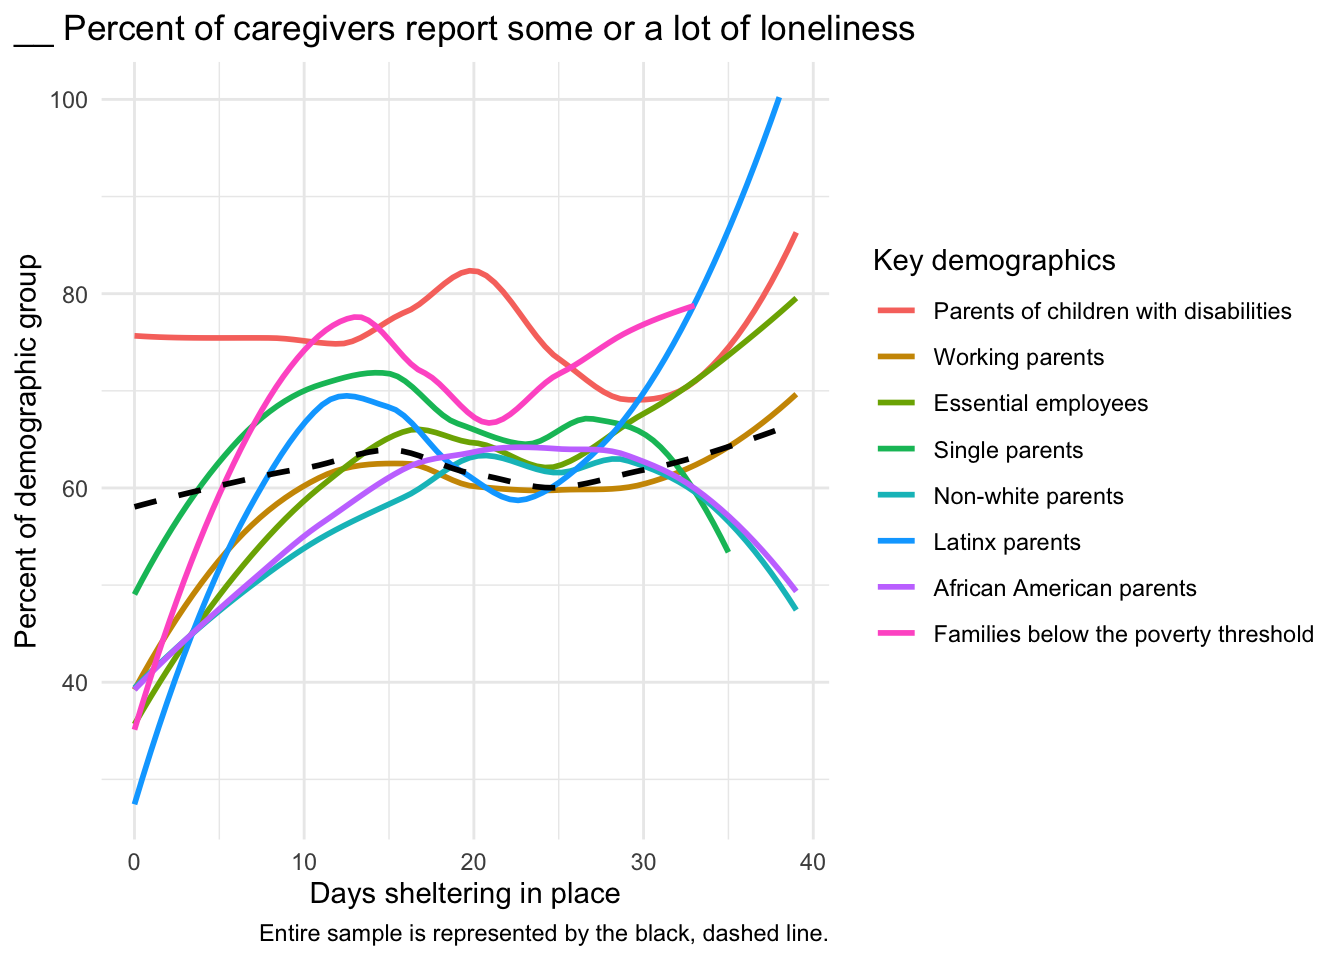 __ Percent of caregivers report some or a lot of loneliness
Percent of demographic group
100
80
60
40
0
10
20
30
40
Days sheltering in place
Entire sample is represented by the black, dashed line.
Key demographics
Parents of children with disabilities
Working parents
Essential employees
Single parents
Non-white parents
Latinx parents
African American parents
Families below the poverty threshold